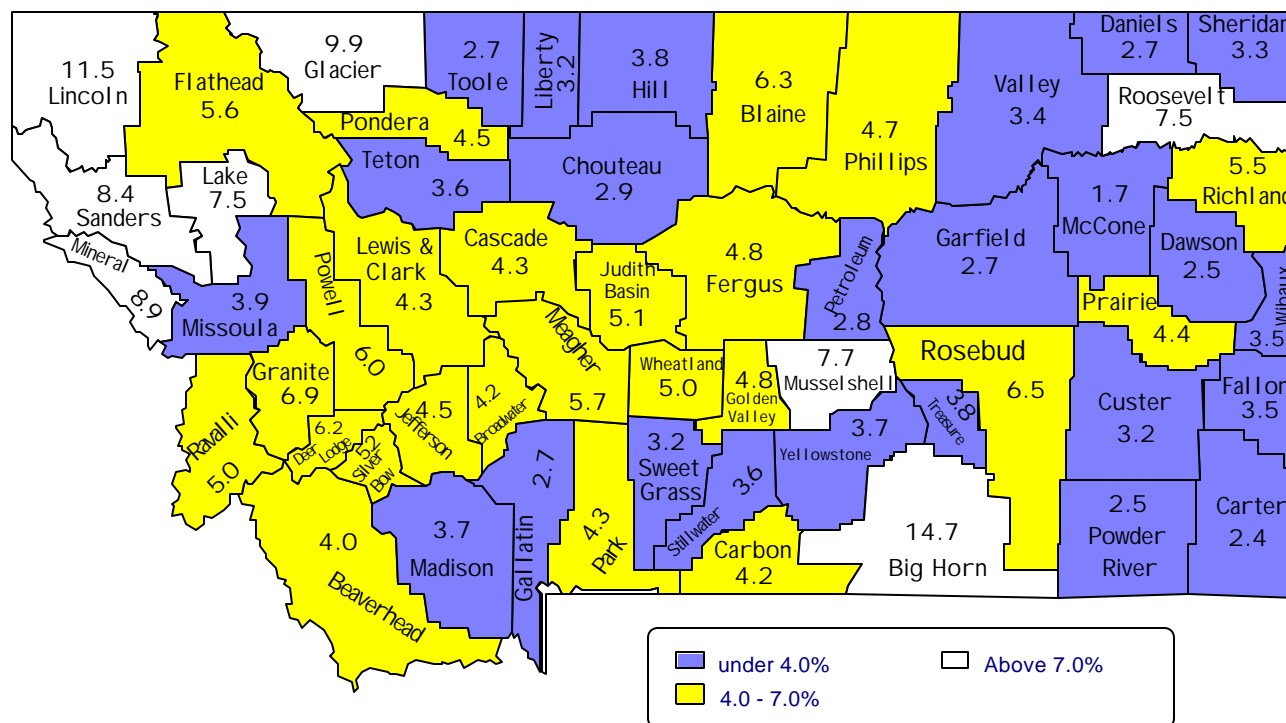 11.5
Lincoln
Flathead
5.6
9.9
Glacier
2.7
Toole
Liberty
3.2
3.8
Hill
6.3
Blaine
4.7
Phillips
Valley
3.4
Daniels
2.7
Sheridan
3.3
Roosevelt
7.5
Pondera
4.5
Teton
3.6
Chouteau
2.9
5.5
Richland
1.7
McCone
Dawson
2.5
8.4
Sanders
Lake
7.5
Mineral
8.9
3.9
Missoula
Powell
6.0
Lewis &
Clark
4.3
Cascade
4.3
Judith
Basin
5.1
4.8
Fergus
Petroleum
2.8
Garfield
2.7
Prairie
4.4
Wibaux
3.5
Granite
6.9
Ravalli
5.0
6.2
Deer
Lodge
5.2
Silver
Bow
4.5
Jefferson
4.2
Broadwater
Meagher
5.7
Wheatland
5.0
4.8
Golden
Valley
7.7
Musselshell
Rosebud
6.5
3.8
Treasure
Custer
3.2
Fallon
3.5
4.0
Beaverhead
3.7
Madison
2.7
Gallatin
4.3
Park
3.2
Sweet
Grass
3.6
Stillwater
3.7
Yellowstone
Carbon
4.2
14.7
Big Horn
2.5
Powder
River
Carter
2.4
under 4.0%
Above 7.0%
4.0 - 7.0%